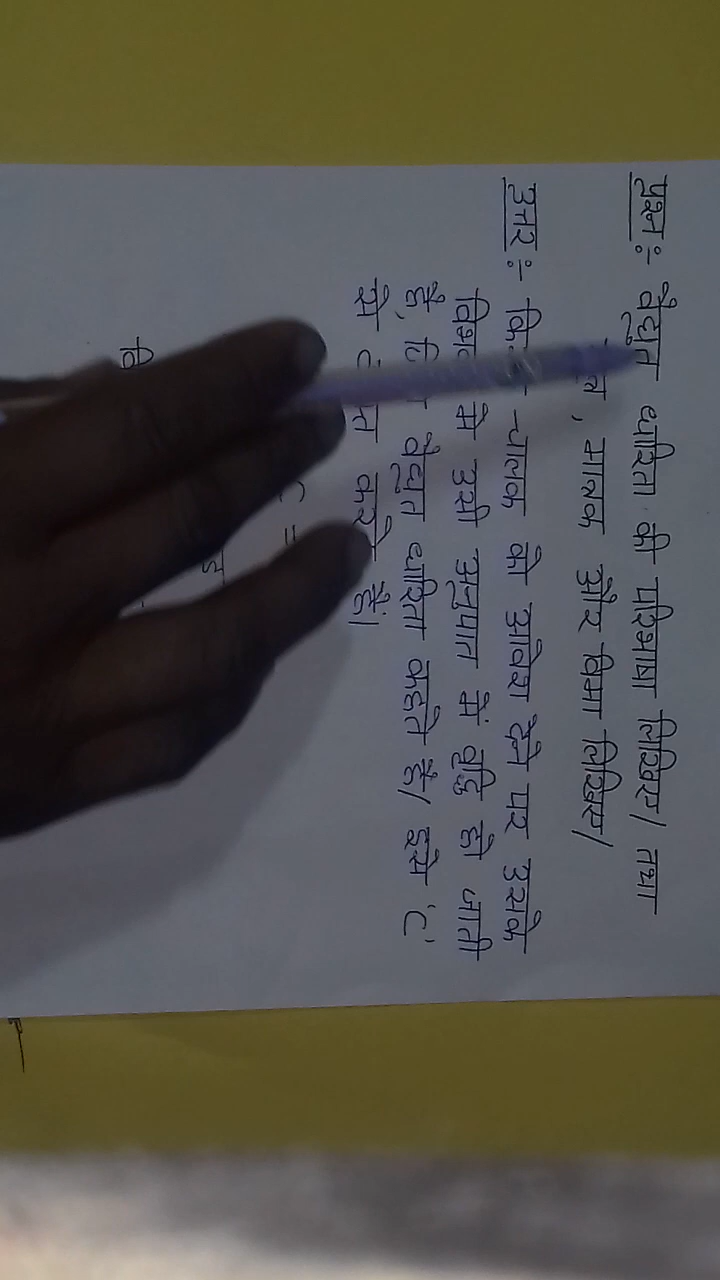 प्रश्न:- वैद्युत धारिता की परिभाषा लिखिए। तथा
, मात्रक और विमा लिखिए।
उत्तर:- चालक को आवेश देने पर उसके
में उसी अनुपात में वृद्धि हो जाती
है, वैद्युत धारिता कहते है। इसे 'C'
से करते हैं।
C =